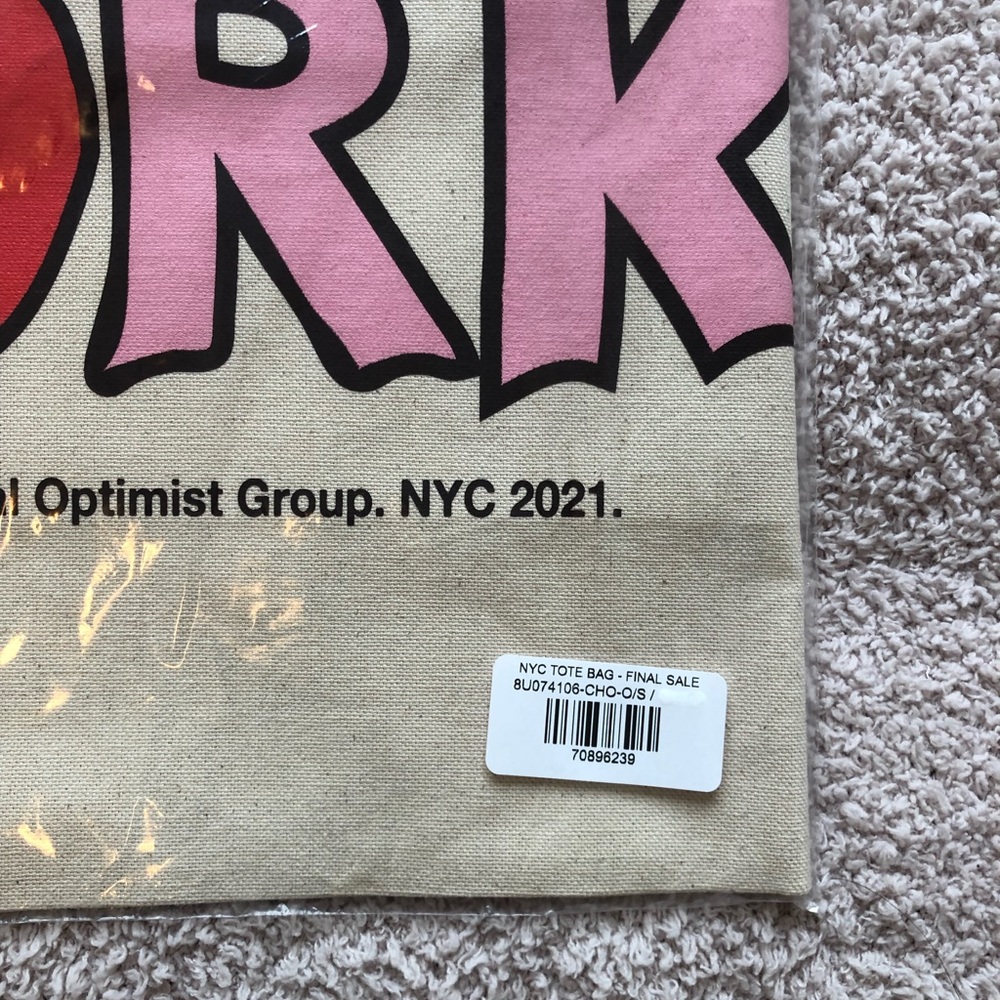 ORK
l Optimist Group. NYC 2021.
NYC TOTE BAG - FINAL SALE
8U074106-CHO-O/S /
70896239